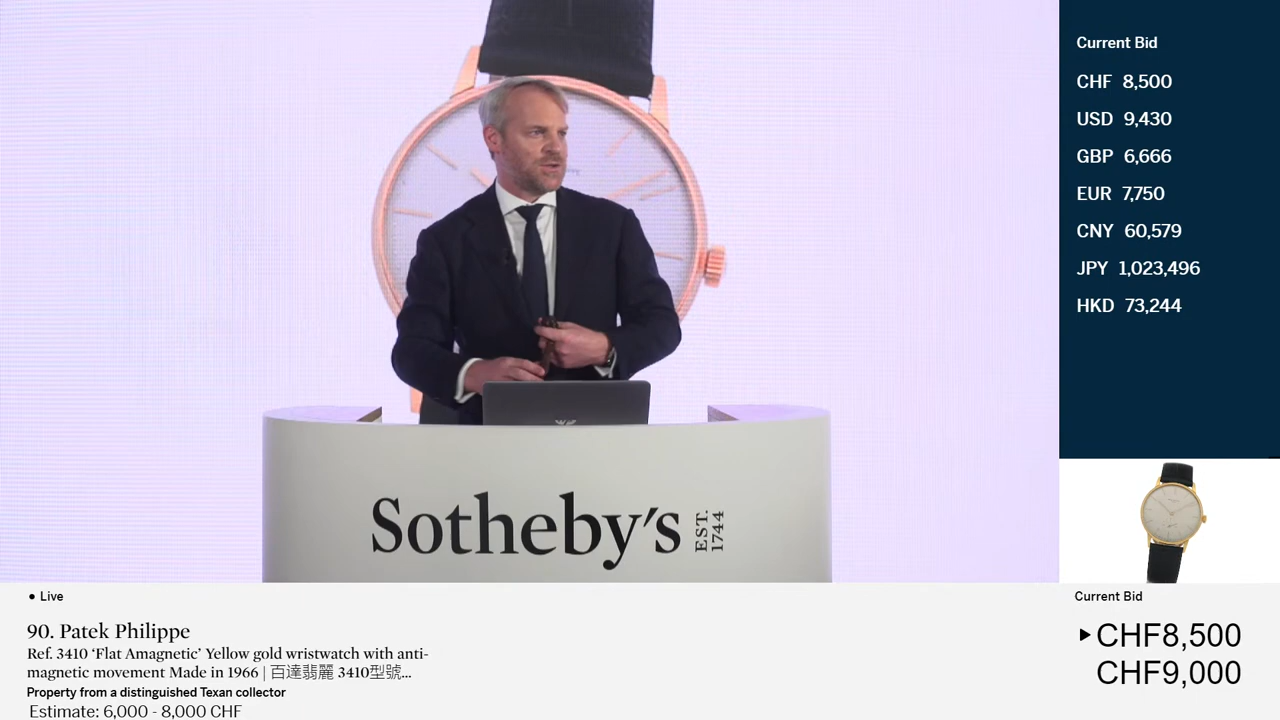 Sotheby's
EST.
1744
Current Bid
CHF 8,500
USD 9,430
GBP 6,666
EUR 7,750
CNY 60,579
JPY 1,023,496
HKD 73,244
• Live
90. Patek Philippe
Ref. 3410 ‘Flat Amagnetic’ Yellow gold wristwatch with anti-
magnetic movement Made in 1966 | 百達翡麗 3410型號...
Property from a distinguished Texan collector
Estimate: 6,000 - 8,000 CHF
Current Bid
CHF8,500
CHF9,000